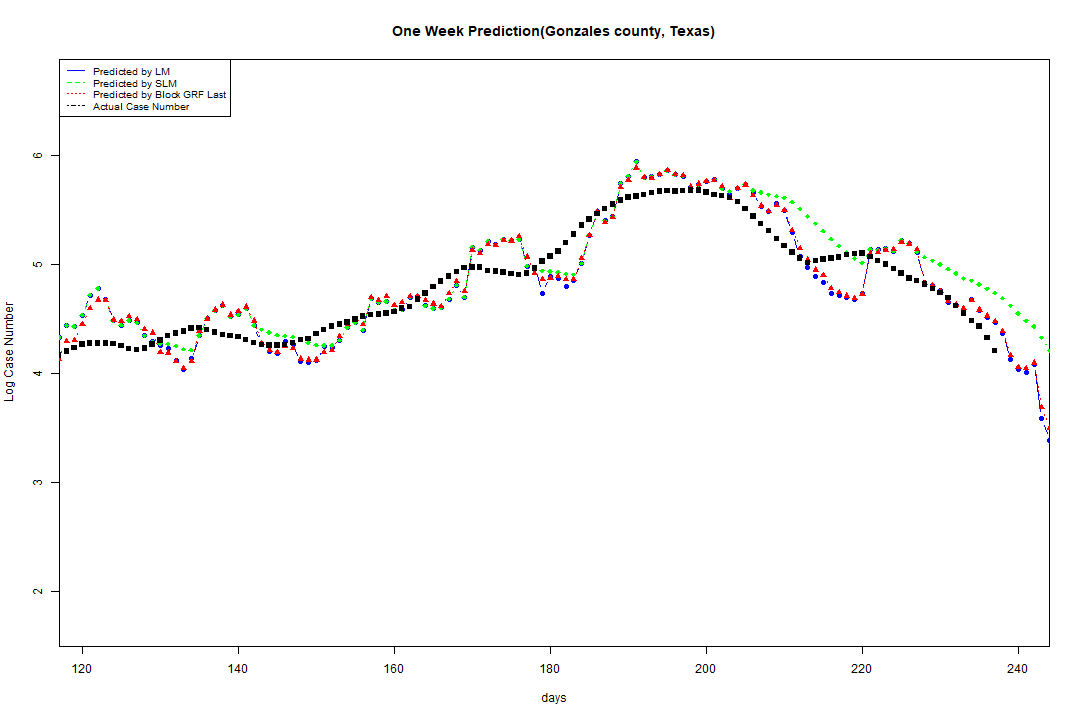 One Week Prediction(Gonzales county, Texas)
Predicted by LM
Predicted by SLM
Predicted by Block GRF Last
Actual Case Number
Log Case Number
6
5
4
3
2
120 140 160 180 200 220 240
days